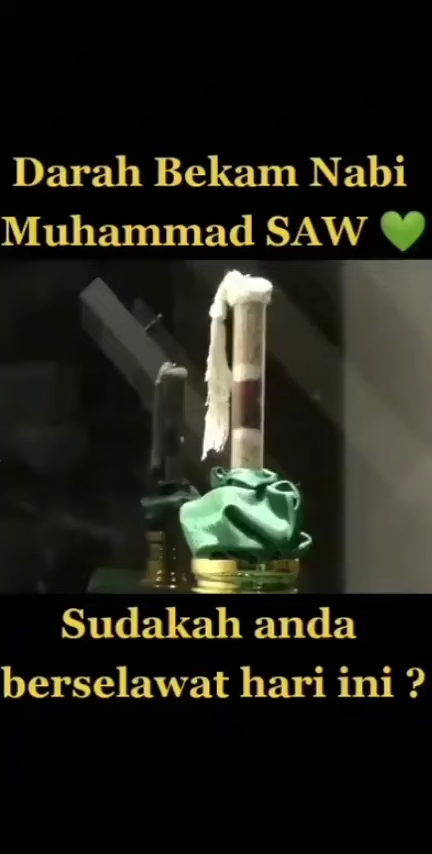 Darah Bekam Nabi
Muhammad SAW 💚
Sudakah anda
berselawat hari ini ?